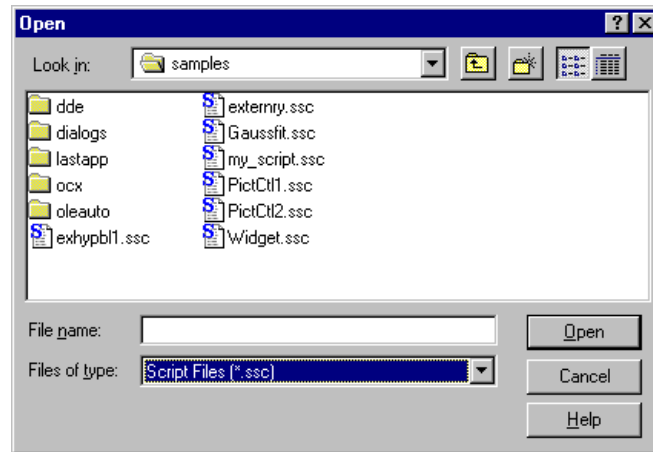 Open
Look in: samples
dde
dialogs
lastapp
ocx
oleauto
exhypbl1.ssc
externry.ssc
Gaussfit.ssc
my_script.ssc
PictCtl1.ssc
PictCtl2.ssc
Widget.ssc
File name:
Open
Files of type: Script Files (*.ssc)
Cancel
Help